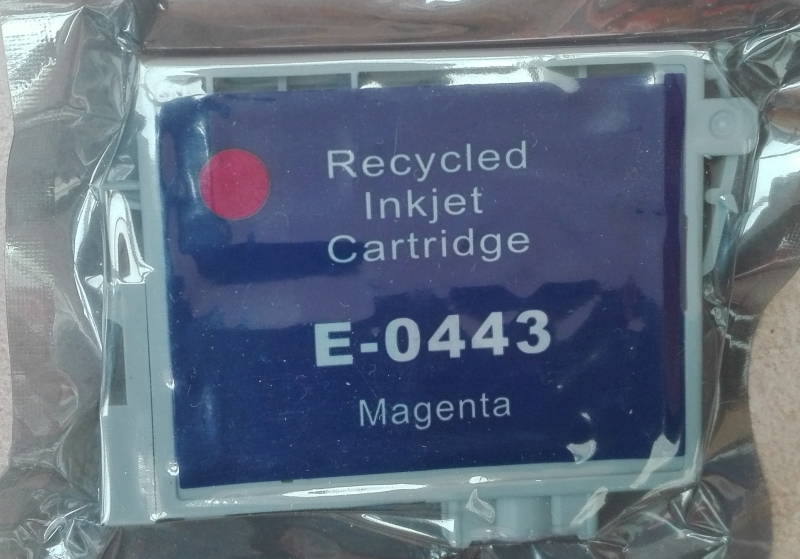 Recycled
Inkjet
Cartridge
E-0443
Magenta